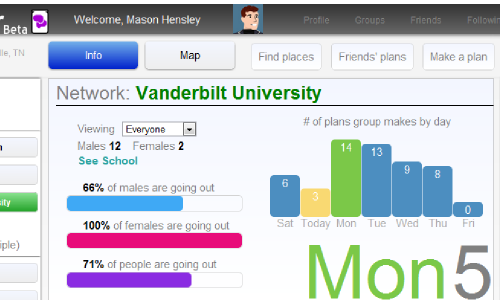 Beta
Welcome, Mason Hensley
Profile Groups Friends Followin
lle, TN
Info
Map
Find places
Friends' plans
Make a plan
Network: Vanderbilt University
Viewing Everyone
Males 12 Females 2
See School
66% of males are going out
100% of females are going out
71% of people are going out
# of plans group makes by day
6 3 14 13 9 8 0
Sat Today Mon Tue Wed Thu Fri
Mon5
sity
iple)